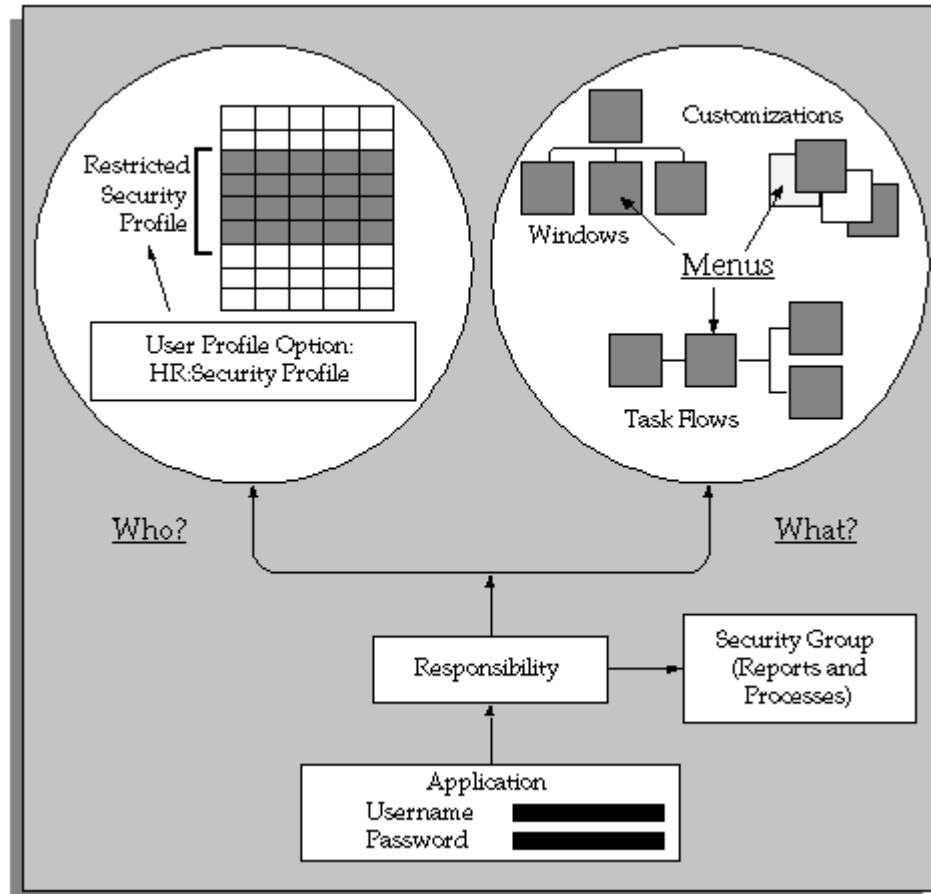 Restricted
Security
Profile
User Profile Option:
HR:Security Profile
Customizations
Windows
Menus
Task Flows
Who?
What?
Responsibility
Security Group
(Reports and
Processes)
Application
Username
Password